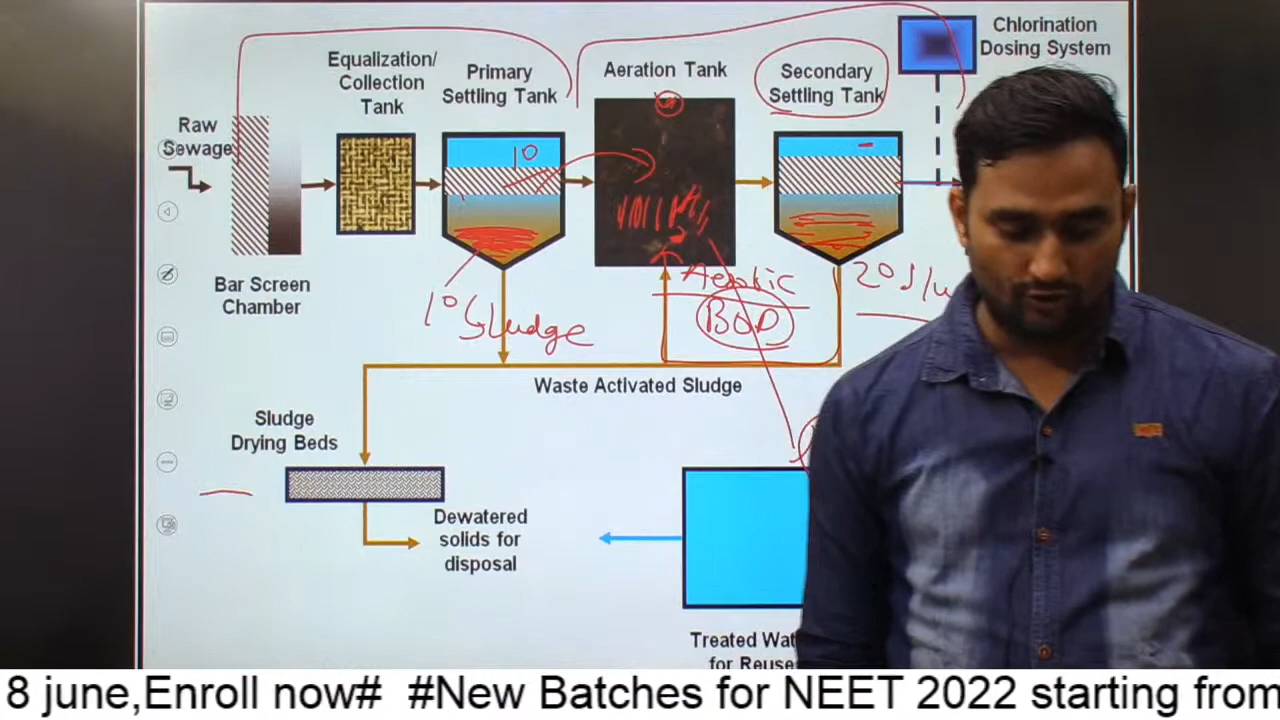 Chlorination
Dosing System
Equalization/
Collection
Tank
Primary
Settling Tank
Aeration Tank
Secondary
Settling Tank
Raw
Sewage
1°
Bar Screen
Chamber
1° Sludge
Aerobic
BOD
2° Slu
Waste Activated Sludge
Sludge
Drying Beds
Dewatered
solids for
disposal
Treated Wat
for Reuse
8 june,Enroll now# #New Batches for NEET 2022 starting from